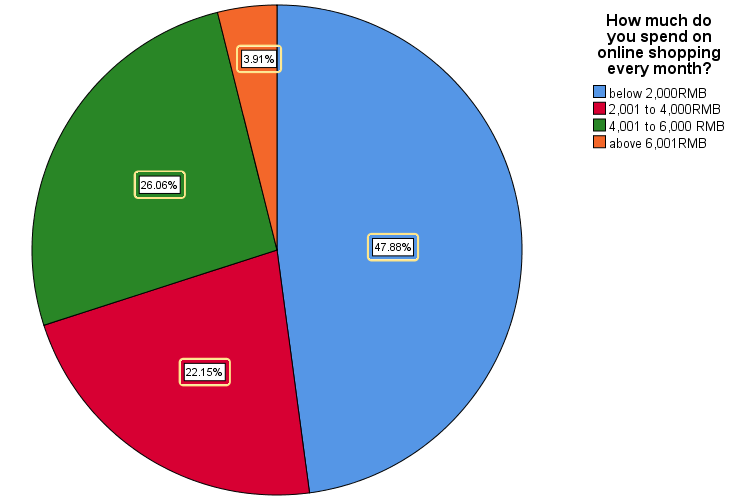 How much do
you spend on
online shopping
every month?
below 2,000RMB
2,001 to 4,000RMB
4,001 to 6,000 RMB
above 6,001RMB
3.91%
26.06%
47.88%
22.15%